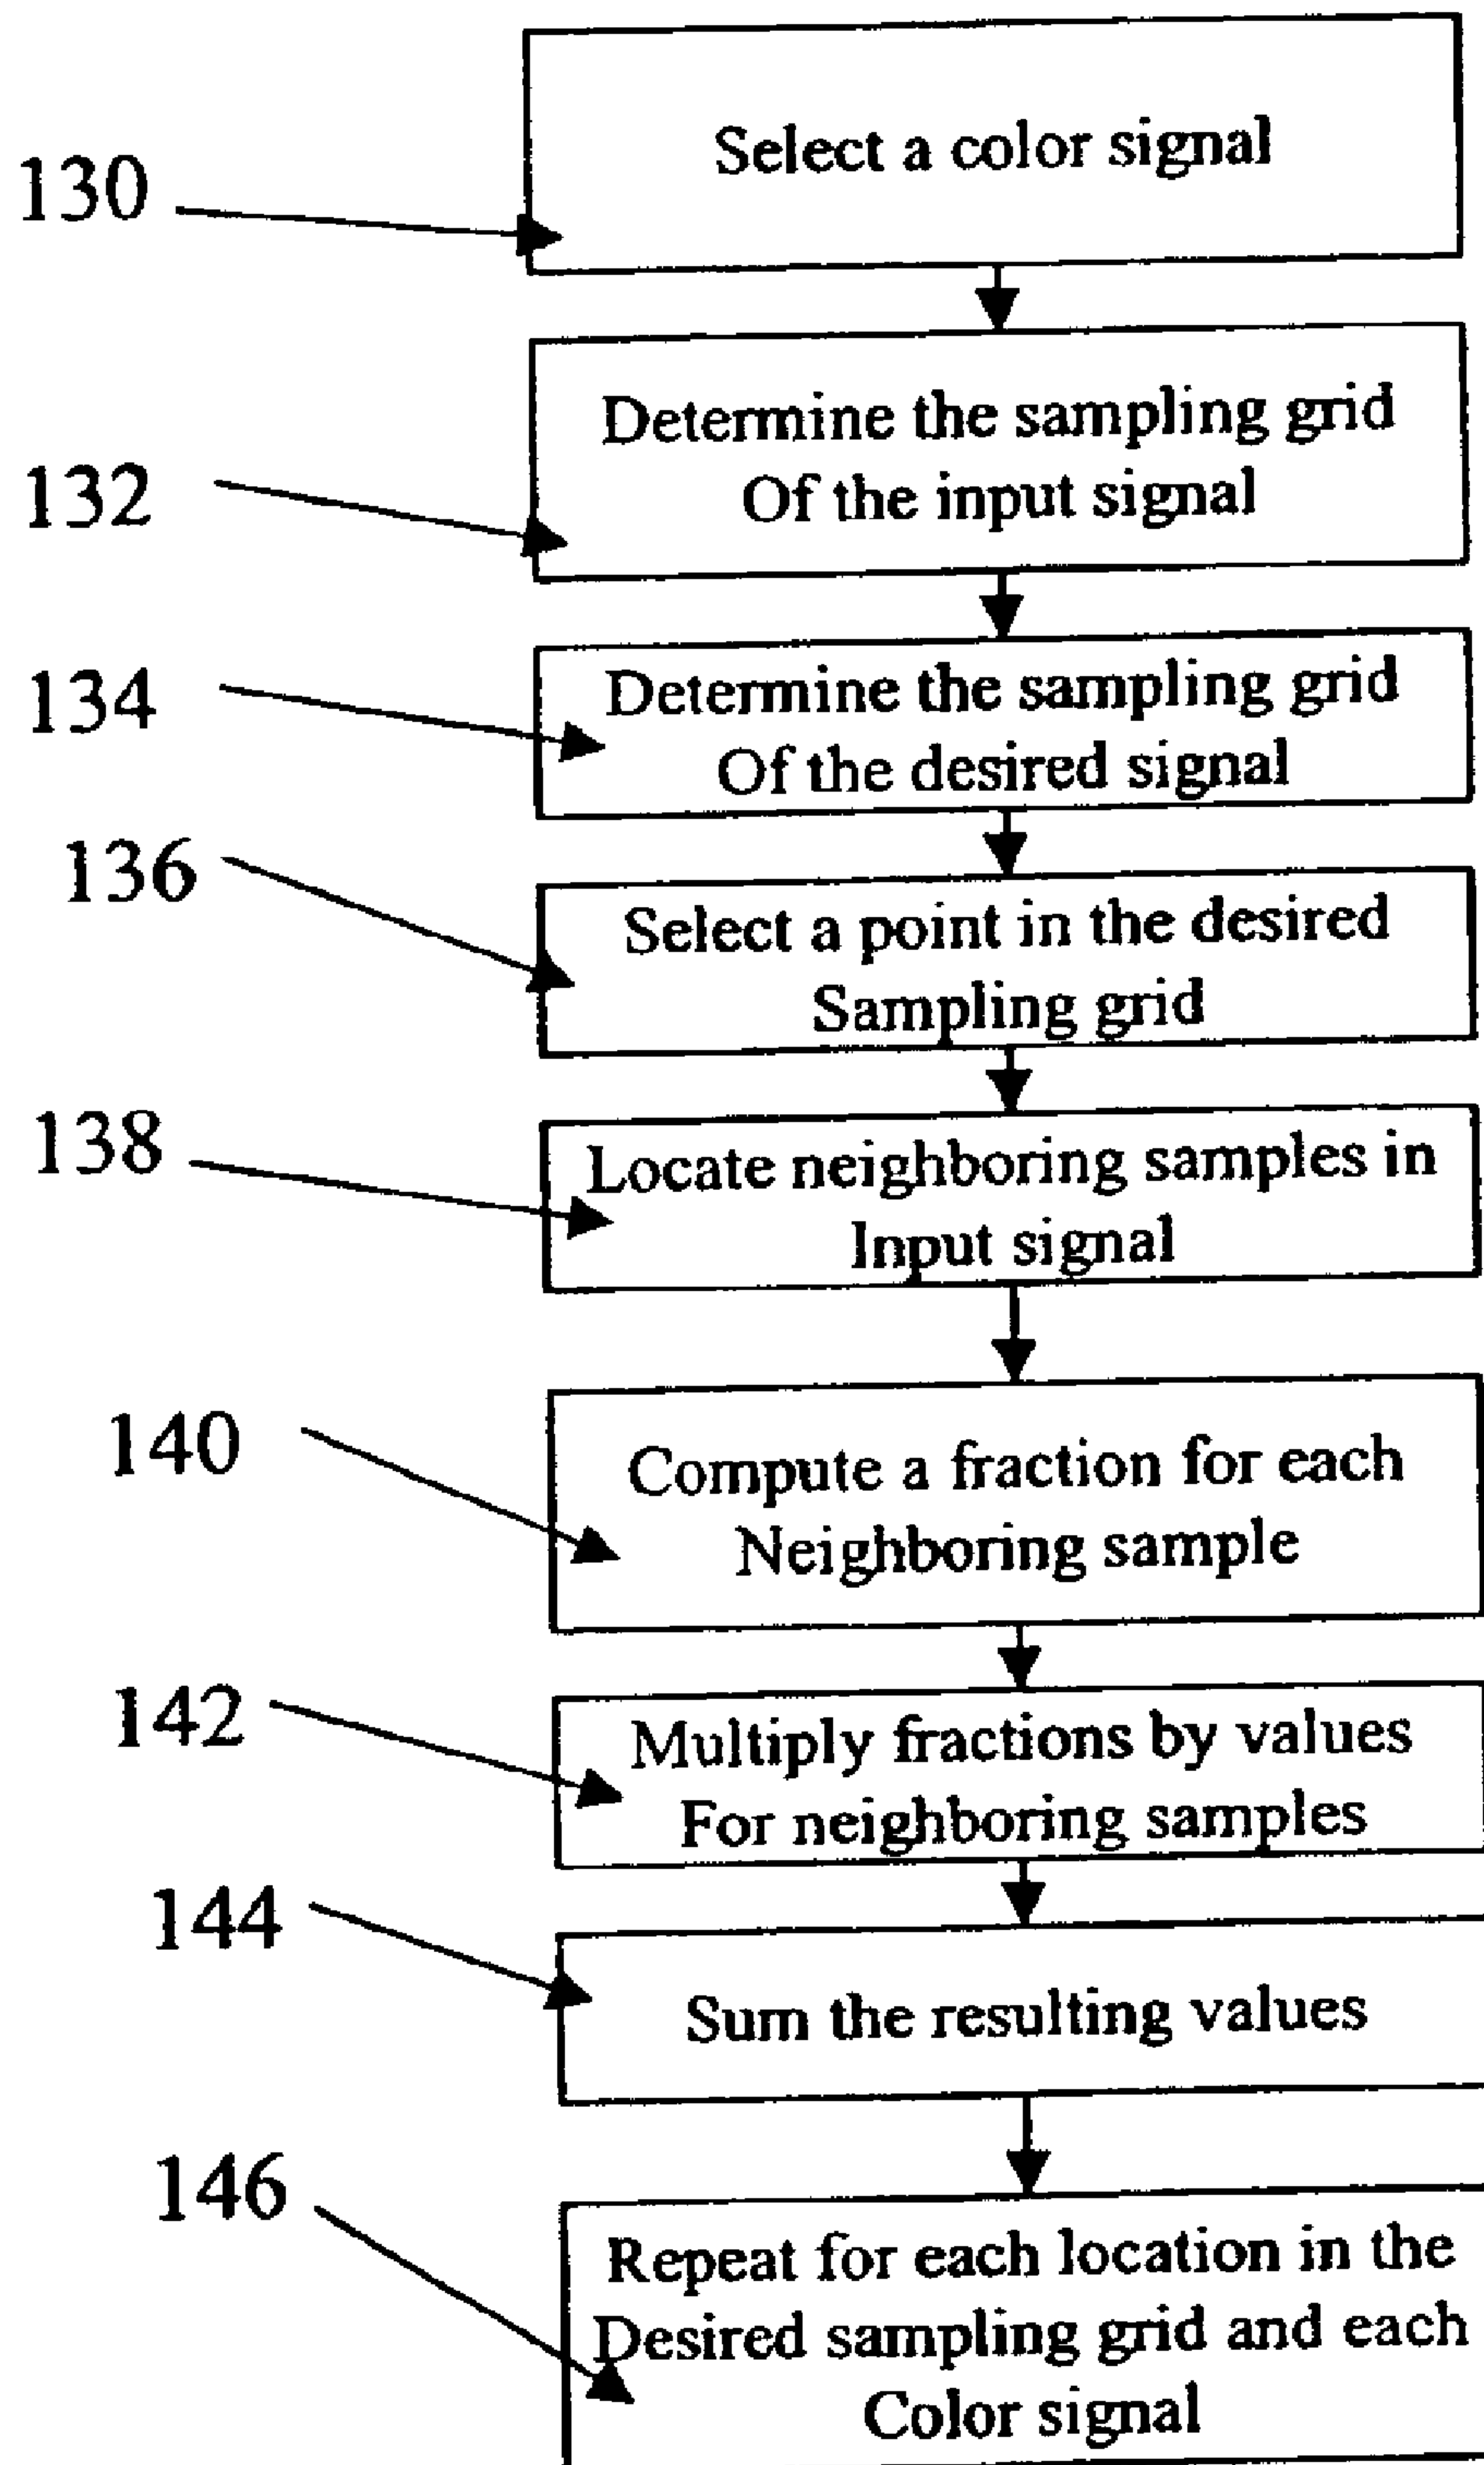 130
Select a color signal
132
Determine the sampling grid
Of the input signal
134
Determine the sampling grid
Of the desired signal
136
Select a point in the desired
Sampling grid
138
Locate neighboring samples in
Input signal
140
Compute a fraction for each
Neighboring sample
142
Multiply fractions by values
For neighboring samples
144
Sum the resulting values
146
Repeat for each location in the
Desired sampling grid and each
Color signal